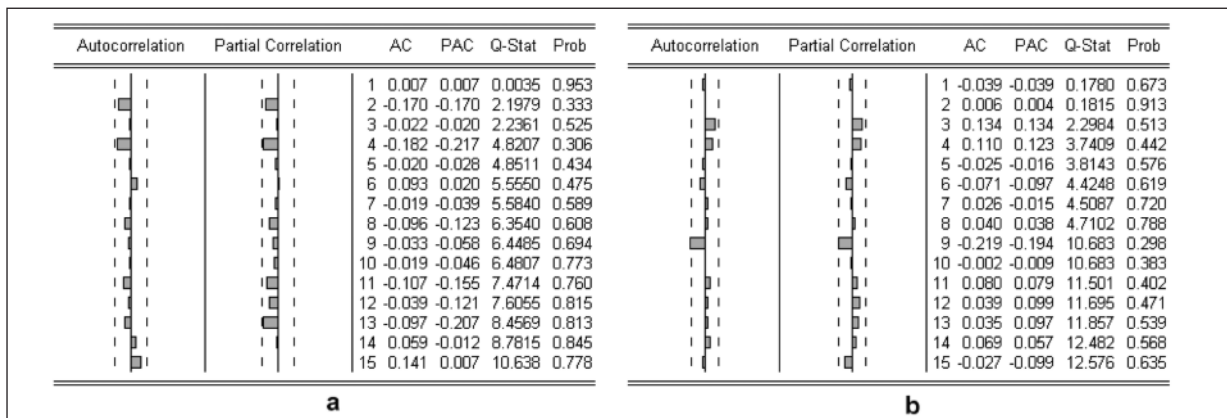 Autocorrelation Partial Correlation AC PAC Q-Stat Prob
1 0.007 0.007 0.0035 0.953
2 -0.170 -0.170 2.1979 0.333
3 -0.022 -0.020 2.2361 0.525
4 -0.182 -0.217 4.8207 0.306
5 -0.020 -0.028 4.8511 0.434
6 0.093 0.020 5.5550 0.475
7 -0.019 -0.039 5.5840 0.589
8 -0.096 -0.123 6.3540 0.608
9 -0.033 -0.058 6.4485 0.694
10 -0.019 -0.046 6.4807 0.773
11 -0.107 -0.155 7.4714 0.760
12 -0.039 -0.121 7.6055 0.815
13 -0.097 -0.207 8.4569 0.813
14 0.059 -0.012 8.7815 0.845
15 0.141 0.007 10.638 0.778
a
Autocorrelation Partial Correlation AC PAC Q-Stat Prob
1 -0.039 -0.039 0.1780 0.673
2 0.006 0.004 0.1815 0.913
3 0.134 0.134 2.2984 0.513
4 0.110 0.123 3.7409 0.442
5 -0.025 -0.016 3.8143 0.576
6 -0.071 -0.097 4.4248 0.619
7 0.026 -0.015 4.5087 0.720
8 0.040 0.038 4.7102 0.788
9 -0.219 -0.194 10.683 0.298
10 -0.002 -0.009 10.683 0.383
11 0.080 0.079 11.501 0.402
12 0.039 0.099 11.695 0.471
13 0.035 0.097 11.857 0.539
14 0.069 0.057 12.482 0.568
15 -0.027 -0.099 12.576 0.635
b